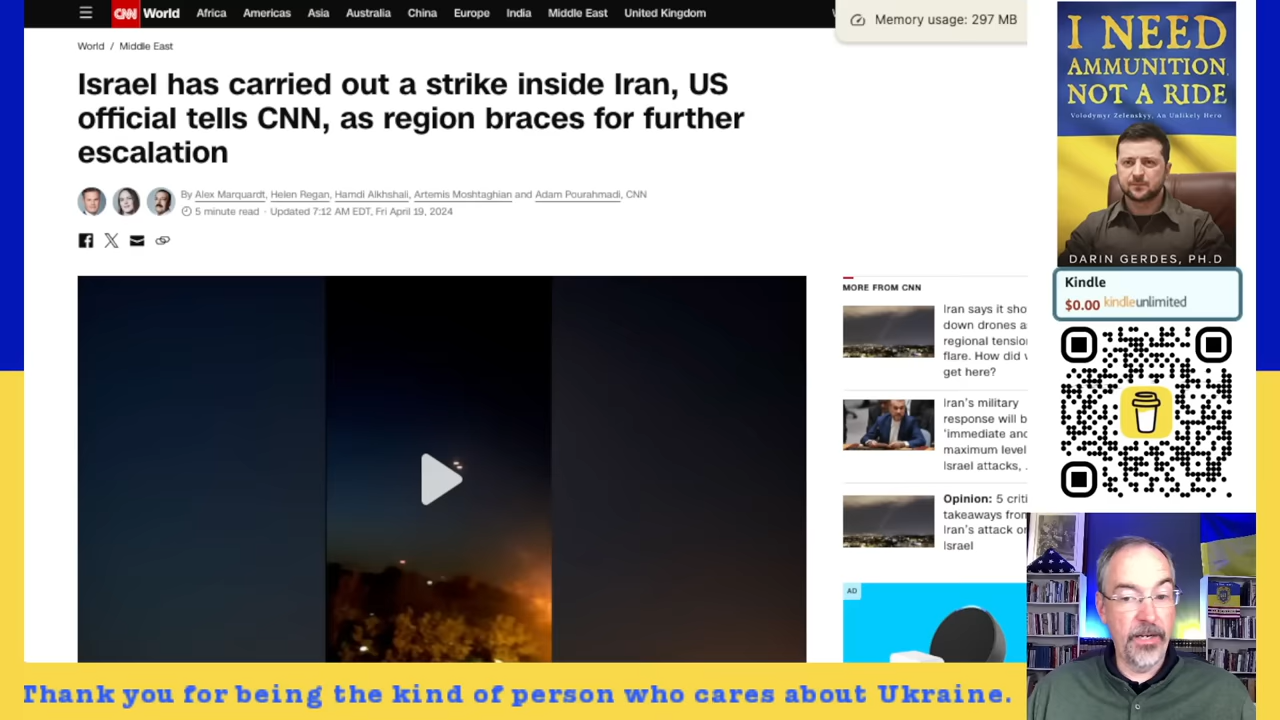 CNN World
Africa
Americas
Asia
Australia
China
Europe
India
Middle East
United Kingdom
Memory usage: 297 MB
World / Middle East
Israel has carried out a strike inside Iran, US
official tells CNN, as region braces for further
escalation
By Alex Marquardt, Helen Regan, Hamdi Alkhshali, Artemis Moshtaghian and Adam Pourahmadi, CNN
5 minute read · Updated 7:12 AM EDT, Fri April 19, 2024
MORE FROM CNN
Iran says it sho
down drones a
regional tensio
flare. How did
get here?
Iran's military
response will b
'immediate and
maximum level
Israel attacks, .
Opinion: 5 criti
takeaways fro
Iran's attack o
Israel
AD
I NEED
AMMUNITION,
NOT A RIDE
Volodymyr Zelenskyy, An Unlikely Hero
DARIN GERDES, PH.D
Kindle
$0.00 kindleunlimited
Thank you for being the kind of person who cares about Ukraine.